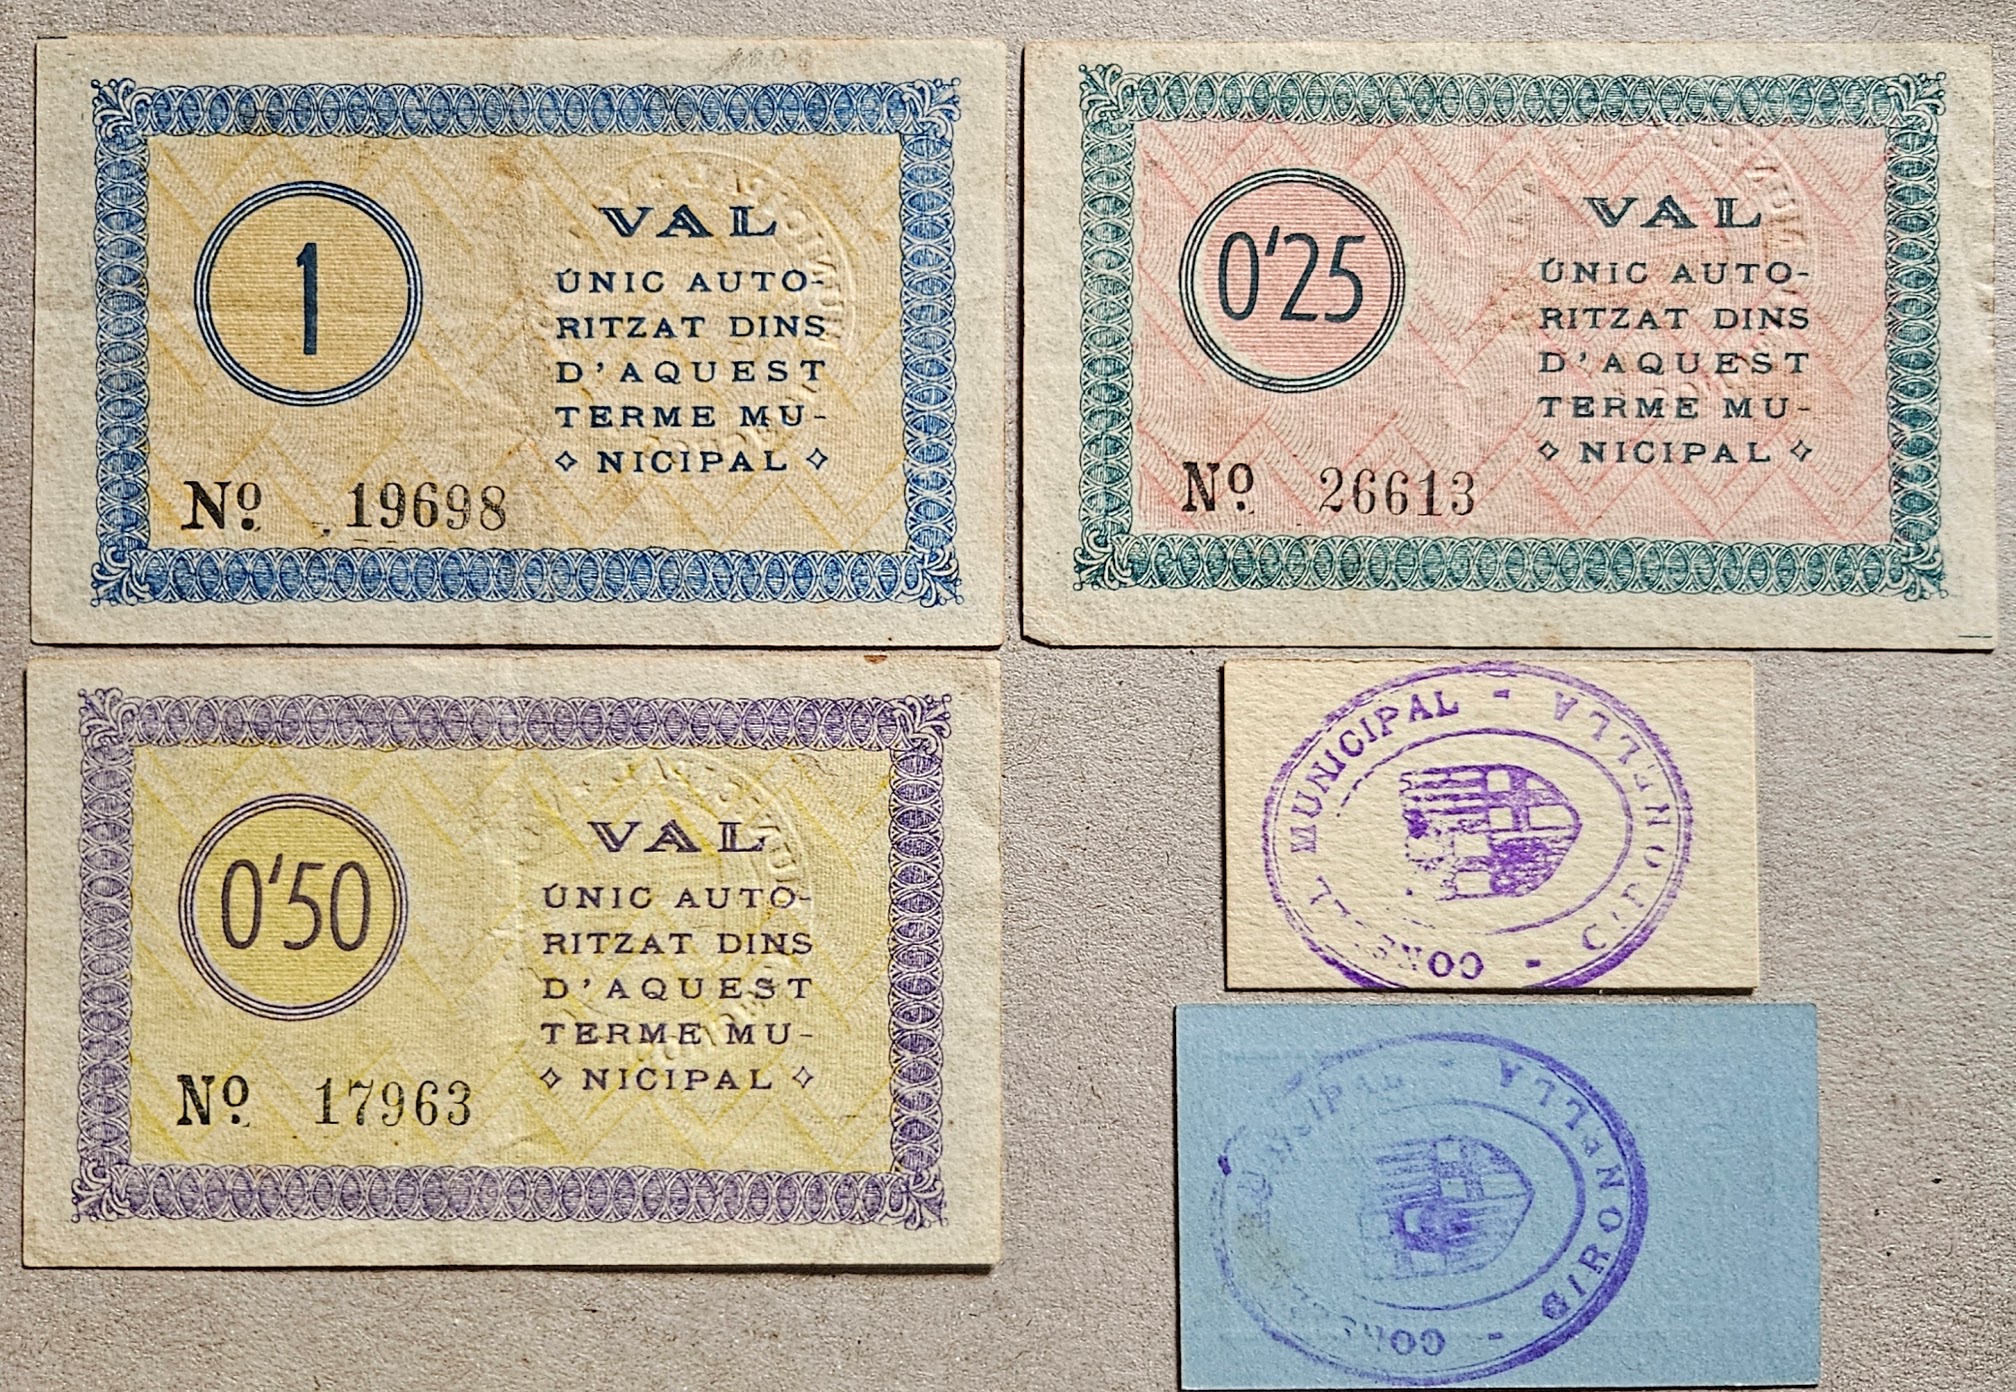 1
VAL
ÚNIC AUTO-
RITZAT DINS
D'AQUEST
TERME MU-
NICIPAL
Nº. 19698
0'25
VAL
ÚNIC AUTO-
RITZAT DINS
D'AQUEST
TERME MU-
NICIPAL
Nº. 26613
0'50
VAL
ÚNIC AUTO-
RITZAT DINS
D'AQUEST
TERME MU-
NICIPAL
Nº. 17963
CONSELL MUNICIPAL - GIRONELLA -
CONSELL MUNICIPAL - GIRONELLA -